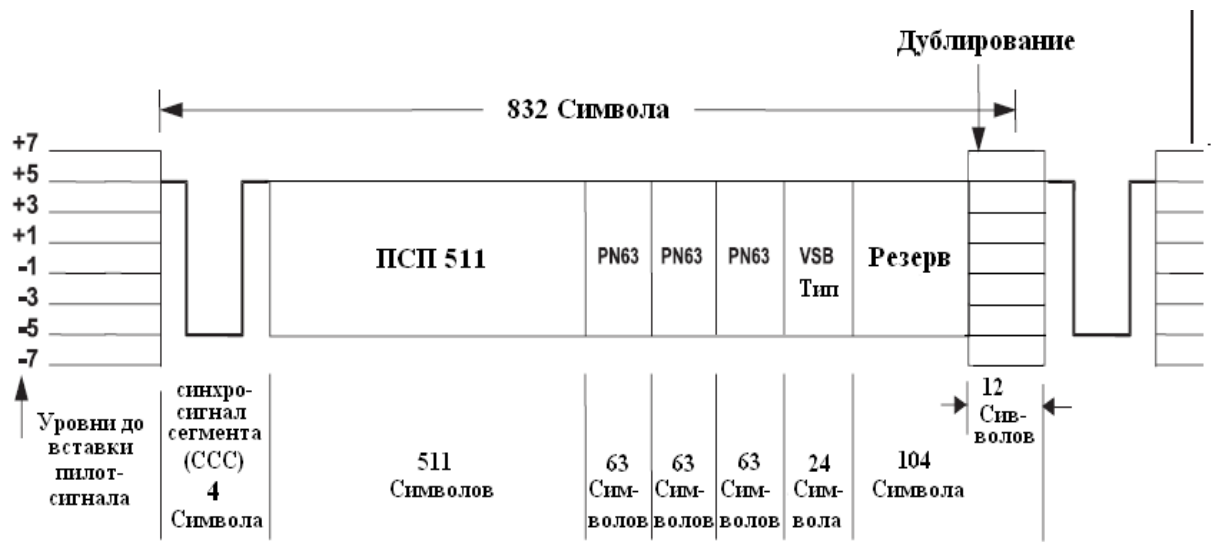 Дублирование
832 Символа
+7
+5
+3
+1
-1
-3
-5
-7
ПСП 511
PN63
PN63
PN63
VSB
Тип
Резерв
Уровни до
вставки
пилот-
сигнала
синхро-
сигнал
сегмента
(ССС)
4
Символа
511
Символов
63
Сим-
волов
63
Сим-
волов
63
Сим-
волов
24
Сим-
вола
104
Символа
12
Сив-
волов